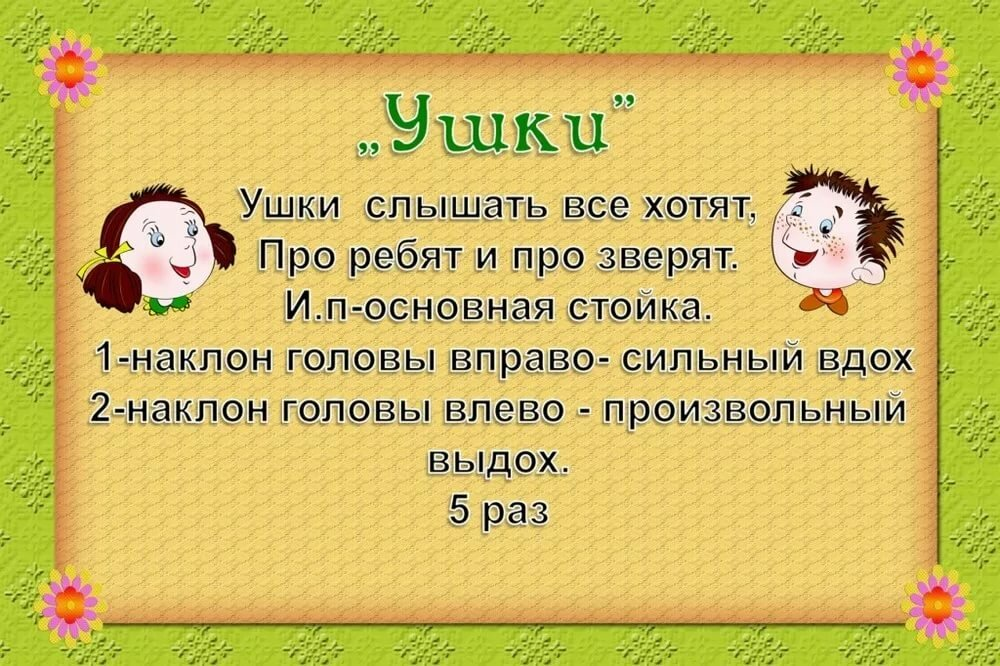 „Ушки”
Ушки слышать все хотят,
Про ребят и про зверят.
И.п-основная стойка.
1-наклон головы вправо- сильный вдох
2-наклон головы влево - произвольный
выдох.
5 раз